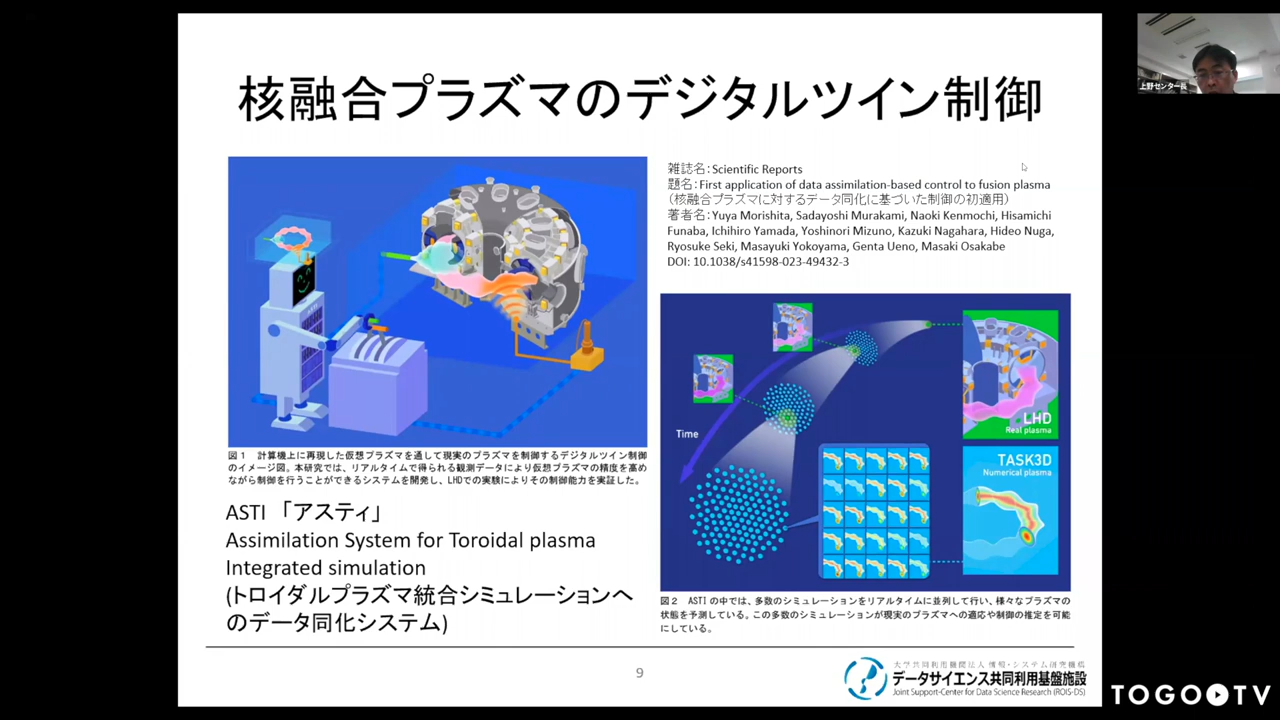 核融合プラズマのデジタルツイン制御
上野センター長
雑誌名：Scientific Reports
題名：First application of data assimilation-based control to fusion plasma
（核融合プラズマに対するデータ同化に基づいた制御の初適用）
著者名：Yuya Morishita, Sadayoshi Murakami, Naoki Kenmochi, Hisamichi
Funaba, Ichihiro Yamada, Yoshinori Mizuno, Kazuki Nagahara, Hideo Nuga,
Ryosuke Seki, Masayuki Yokoyama, Genta Ueno, Masaki Osakabe
DOI: 10.1038/s41598-023-49432-3
図１　計算機上に再現した仮想プラズマを通して現実のプラズマを制御するデジタルツイン制御
のイメージ図。本研究では、リアルタイムで得られる観測データにより仮想プラズマの精度を高め
ながら制御を行うことができるシステムを開発し、LHDでの実験によりその制御能力を実証した。
ASTI 「アスティ」
Assimilation System for Toroidal plasma
Integrated simulation
(トロイダルプラズマ統合シミュレーションへ
のデータ同化システム)
Time
LHD
Real plasma
TASK3D
Numerical plasma
図２　ASTIの中では、多数のシミュレーションをリアルタイムに並列して行い、様々なプラズマの
状態を予測している。この多数のシミュレーションが現実のプラズマへの適応や制御の推定を可能
にしている。
9
大学共同利用機関法人 情報・システム研究機構
データサイエンス共同利用基盤施設
Joint Support-Center for Data Science Research (ROIS-DS)
TOGO TV